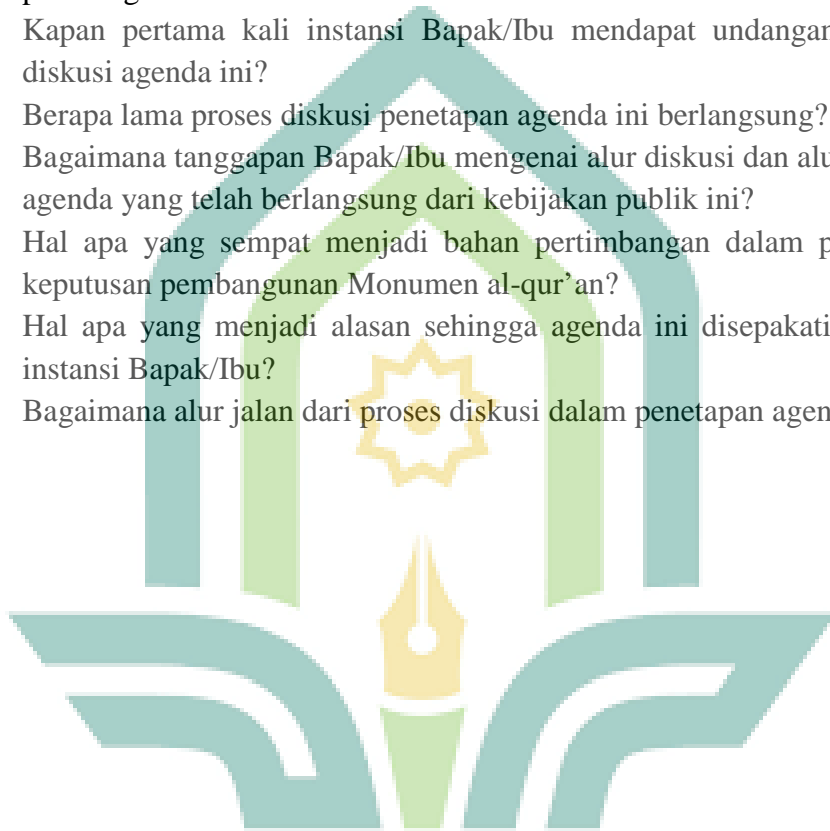 Kapan pertama kali instansi Bapak/Ibu mendapat undangan
diskusi agenda ini?
Berapa lama proses diskusi penetapan agenda ini berlangsung?
Bagaimana tanggapan Bapak/Ibu mengenai alur diskusi dan alu
agenda yang telah berlangsung dari kebijakan publik ini?
Hal apa yang sempat menjadi bahan pertimbangan dalam p
keputusan pembangunan Monumen al-qur’an?
Hal apa yang menjadi alasan sehingga agenda ini disepakati
instansi Bapak/Ibu?
Bagaimana alur jalan dari proses diskusi dalam penetapan agen